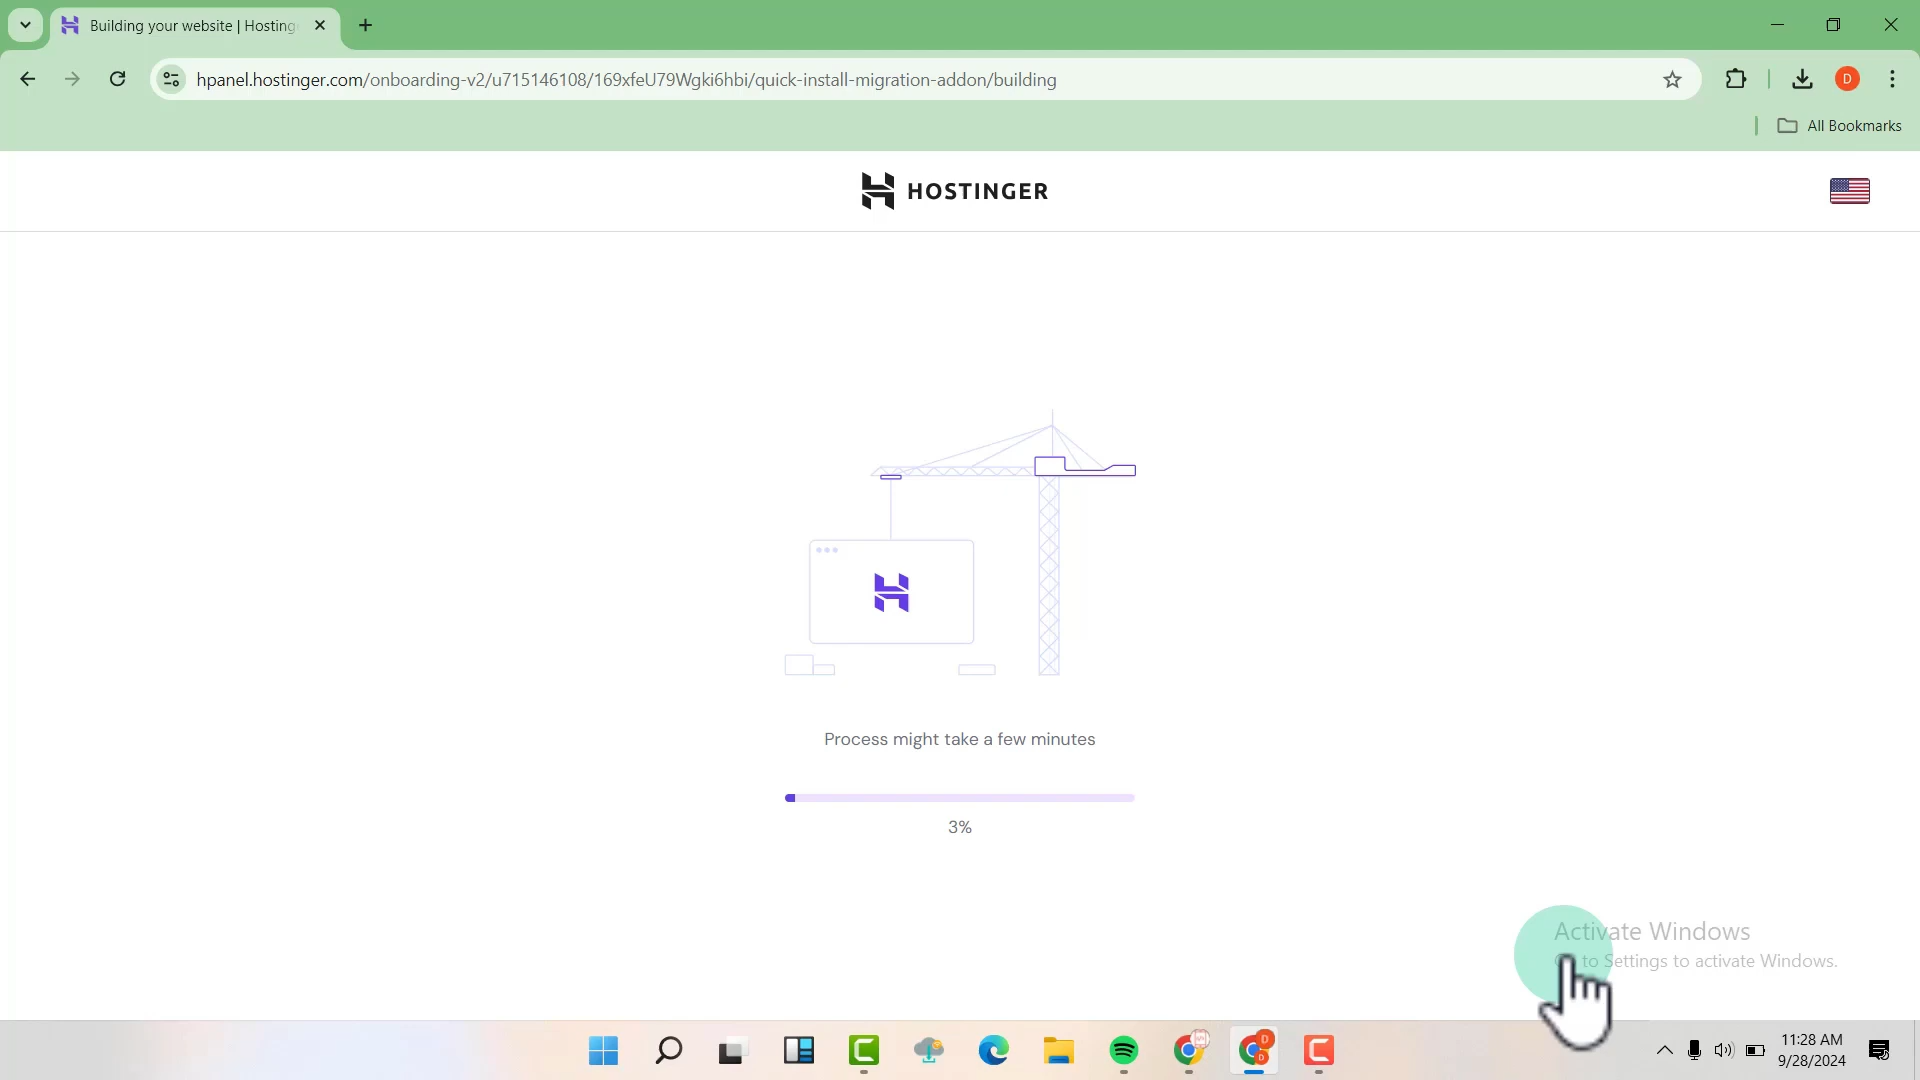 Building your website | Hosting
hpanel.hostinger.com/onboarding-v2/u715146108/169xfeU79Wgki6hbi/quick-install-migration-addon/building
D
All Bookmarks
HOSTINGER
Process might take a few minutes
3%
Activate Windows
to Settings to activate Windows.
D
D
11:28 AM
9/28/2024